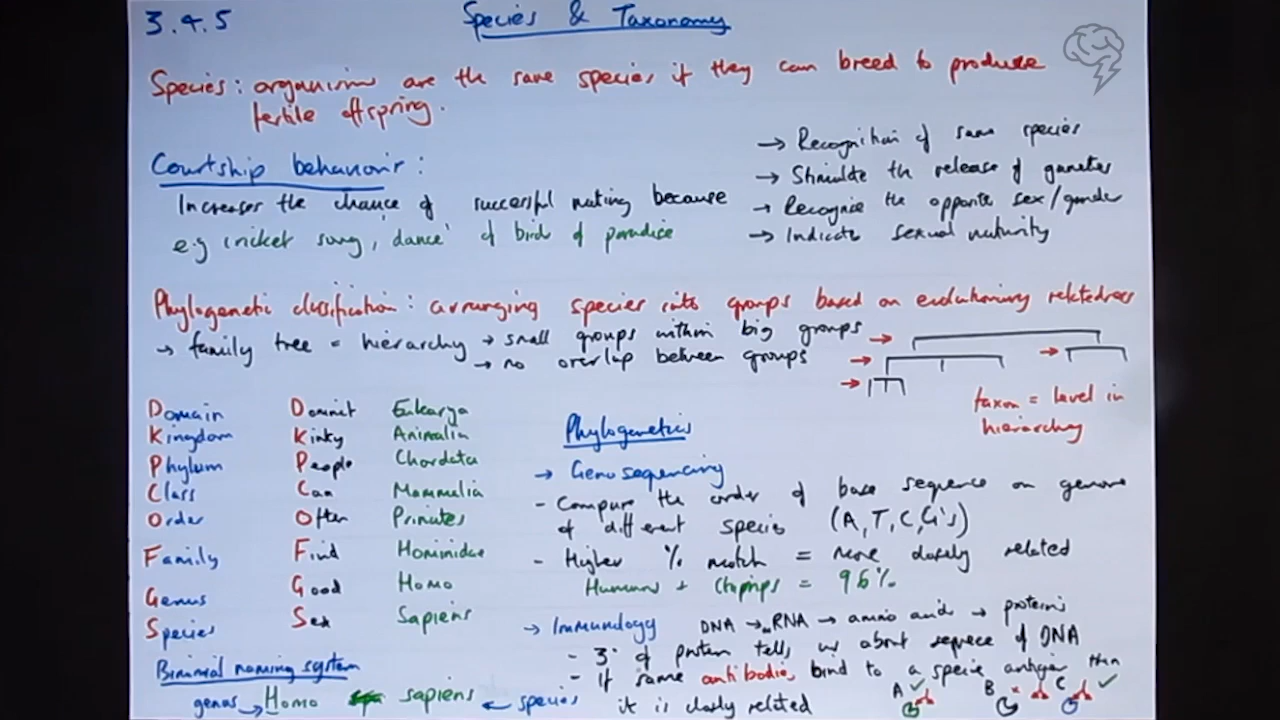 3.4.5 Species & Taxonomy
Species: organisms are the same species if they can breed to produce
fertile offspring.
Courtship behaviour:
Increases the chance of successful mating because
e.g cricket song, dance of bird of paradise
→ Recognition of same species
→ Stimulate the release of gametes
→ Recognise the opposite sex/gender
→ Indicate sexual maturity
Phylogenetic classification: arranging species into groups based on evolutionary relatedness
→ family tree = hierarchy → small groups within big groups
→ no overlap between groups
taxon = level in
hierarchy
Domain Dominit Eukarya
Kingdom Kinky Animalia
Phylum People Chordata
Class Can Mammalia
Order Often Primates
Family Find Hominidae
Genus Good Homo
Species Sex Sapiens
Binimial naming system
genus → Homo sapiens ← species
Phylogenetics
→ Genosequencing
- Compare the order of base sequence on genome
of different species (A, T, C, G's)
- Higher % match = more closely related
Humans + Chimps = 96%
→ Immunology DNA → mRNA → amino acids → proteins
- 3° of protein tells us about sequece of DNA
- if same antibodies bind to a specie antigen then
it is closly related
A ✓ B × C ✓